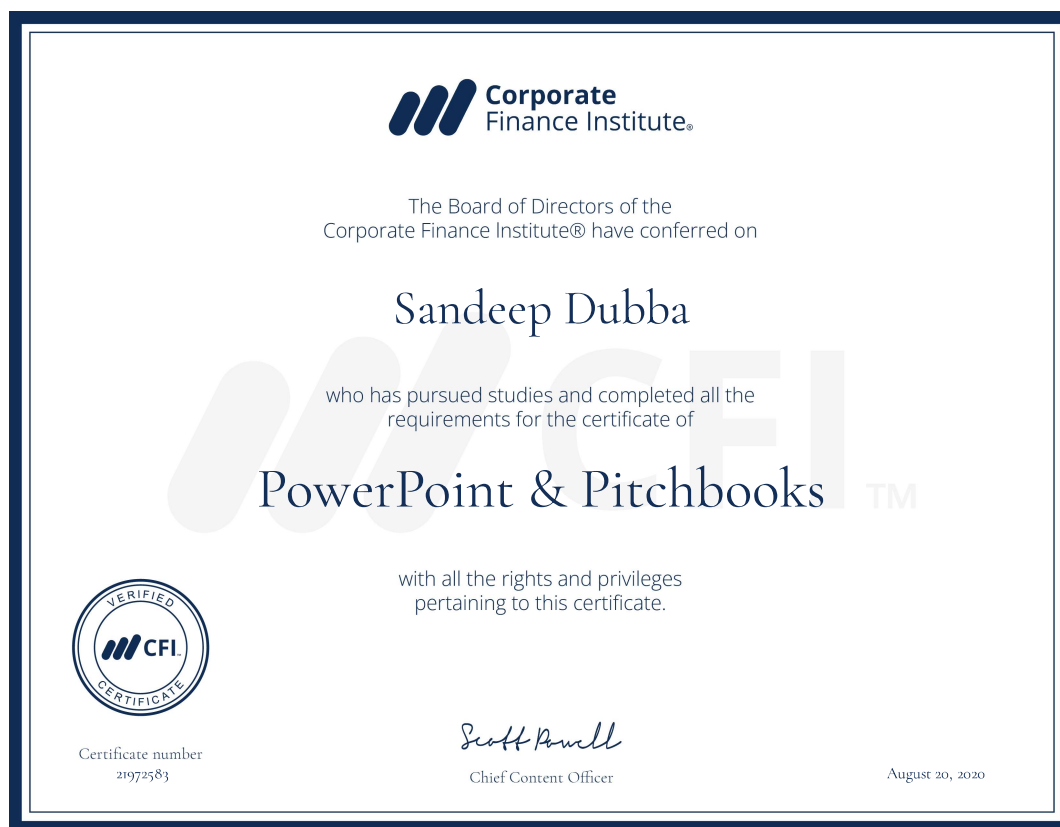 Corporate
Finance Institute®
The Board of Directors of the
Corporate Finance Institute® have conferred on
Sandeep Dubba
CFI™
who has pursued studies and completed all the
requirements for the certificate of
PowerPoint & Pitchbooks
with all the rights and privileges
pertaining to this certificate.
VERIFIED
CFI™
CERTIFICATE
Scott Powell
Certificate number
21972583
Chief Content Officer
August 20, 2020